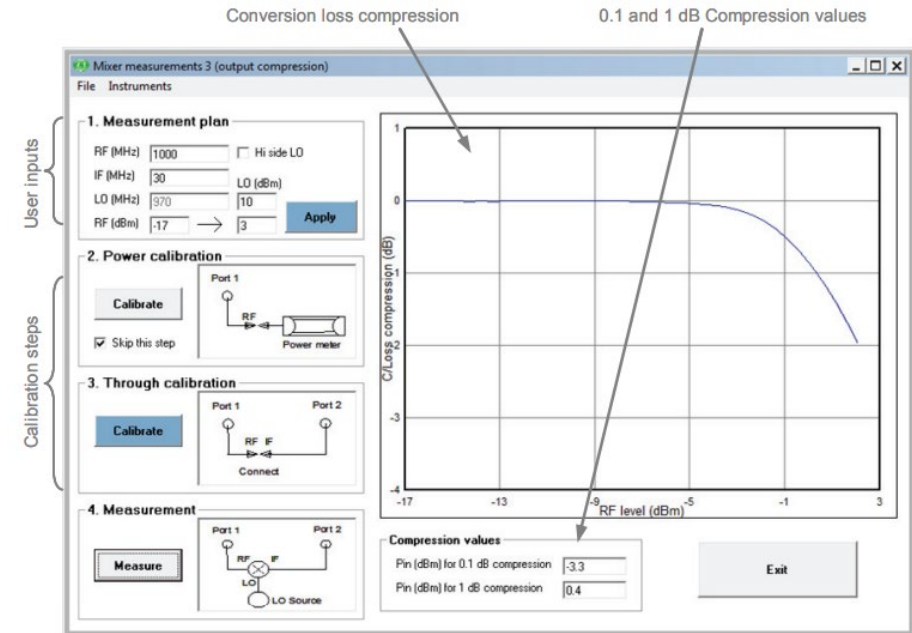 Conversion loss compression
0.1 and 1 dB Compression values
Mixer measurements 3 (output compression)
File Instruments
User inputs
1. Measurement plan
RF (MHz) 1000 Hi side LO
IF (MHz) 30
LO (dBm)
LO (MHz) 970 10
RF (dBm) -17 3 Apply
Calibration steps
2. Power calibration
Calibrate
Skip this step
Port 1
RF
Power meter
3. Through calibration
Calibrate
Port 1 Port 2
RF IF
Connect
4. Measurement
Measure
Port 1 Port 2
RF IF
LO
LO Source
C/Loss compression (dB)
1
0
-1
-2
-3
-4
-17 -13 -9 -5 -1 3
RF level (dBm)
Compression values
Pin (dBm) for 0.1 dB compression -3.3
Pin (dBm) for 1 dB compression 0.4
Exit